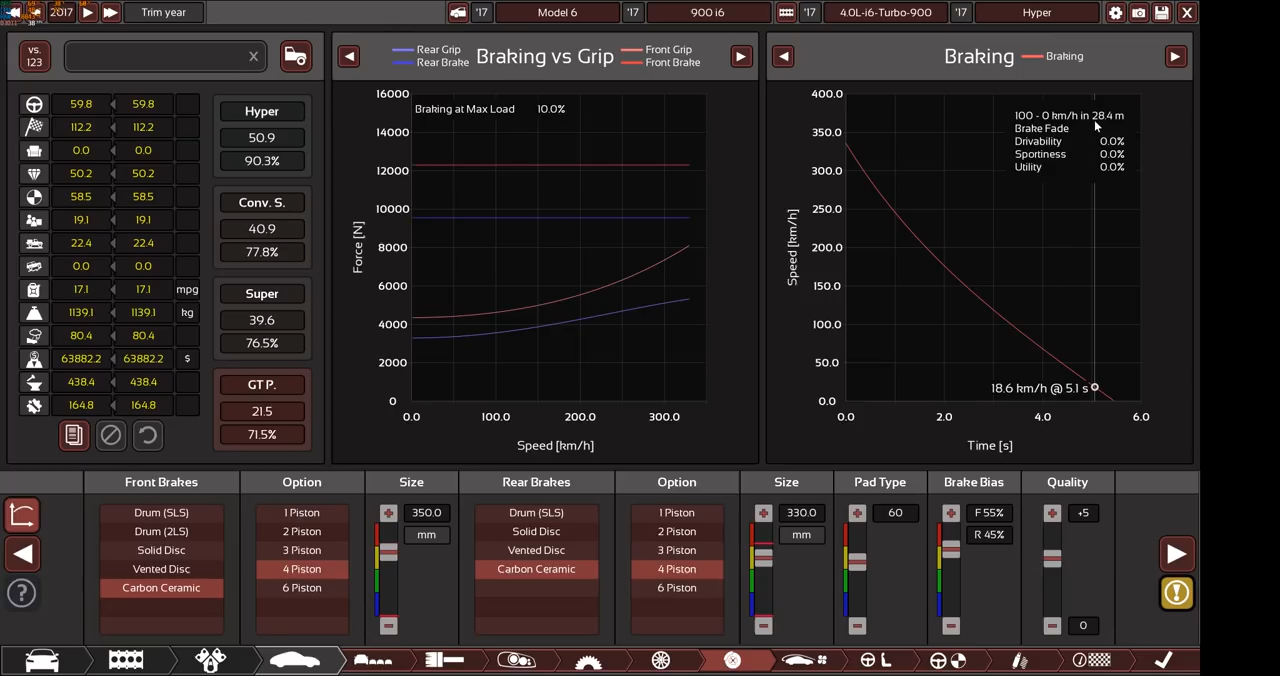 2017
Trim year
'17
Model 6
'17
900 i6
'17
4.0L-i6-Turbo-900
'17
Hyper
VS.
123
X
59.8 59.8
112.2 112.2
0.0 0.0
50.2 50.2
58.5 58.5
19.1 19.1
22.4 22.4
0.0 0.0
17.1 17.1 mpg
1139.1 1139.1 kg
80.4 80.4
63882.2 63882.2 $
438.4 438.4
164.8 164.8
Hyper
50.9
90.3%
Conv. S.
40.9
77.8%
Super
39.6
76.5%
GT P.
21.5
71.5%
Rear Grip
Rear Brake
Braking vs Grip
Front Grip
Front Brake
Braking at Max Load 10.0%
16000
14000
12000
10000
8000
6000
4000
2000
0
Force [N]
0.0 100.0 200.0 300.0
Speed [km/h]
Braking
Braking
400.0
350.0
300.0
250.0
200.0
150.0
100.0
50.0
0.0
Speed [km/h]
100 - 0 km/h in 28.4 m
Brake Fade
Drivability 0.0%
Sportiness 0.0%
Utility 0.0%
18.6 km/h @ 5.1 s
0.0 2.0 4.0 6.0
Time [s]
Front Brakes
Drum (SLS)
Drum (2LS)
Solid Disc
Vented Disc
Carbon Ceramic
Option
1 Piston
2 Piston
3 Piston
4 Piston
6 Piston
Size
350.0
mm
Rear Brakes
Drum (SLS)
Solid Disc
Vented Disc
Carbon Ceramic
Option
1 Piston
2 Piston
3 Piston
4 Piston
6 Piston
Size
330.0
mm
Pad Type
60
Brake Bias
F 55%
R 45%
Quality
+5
0